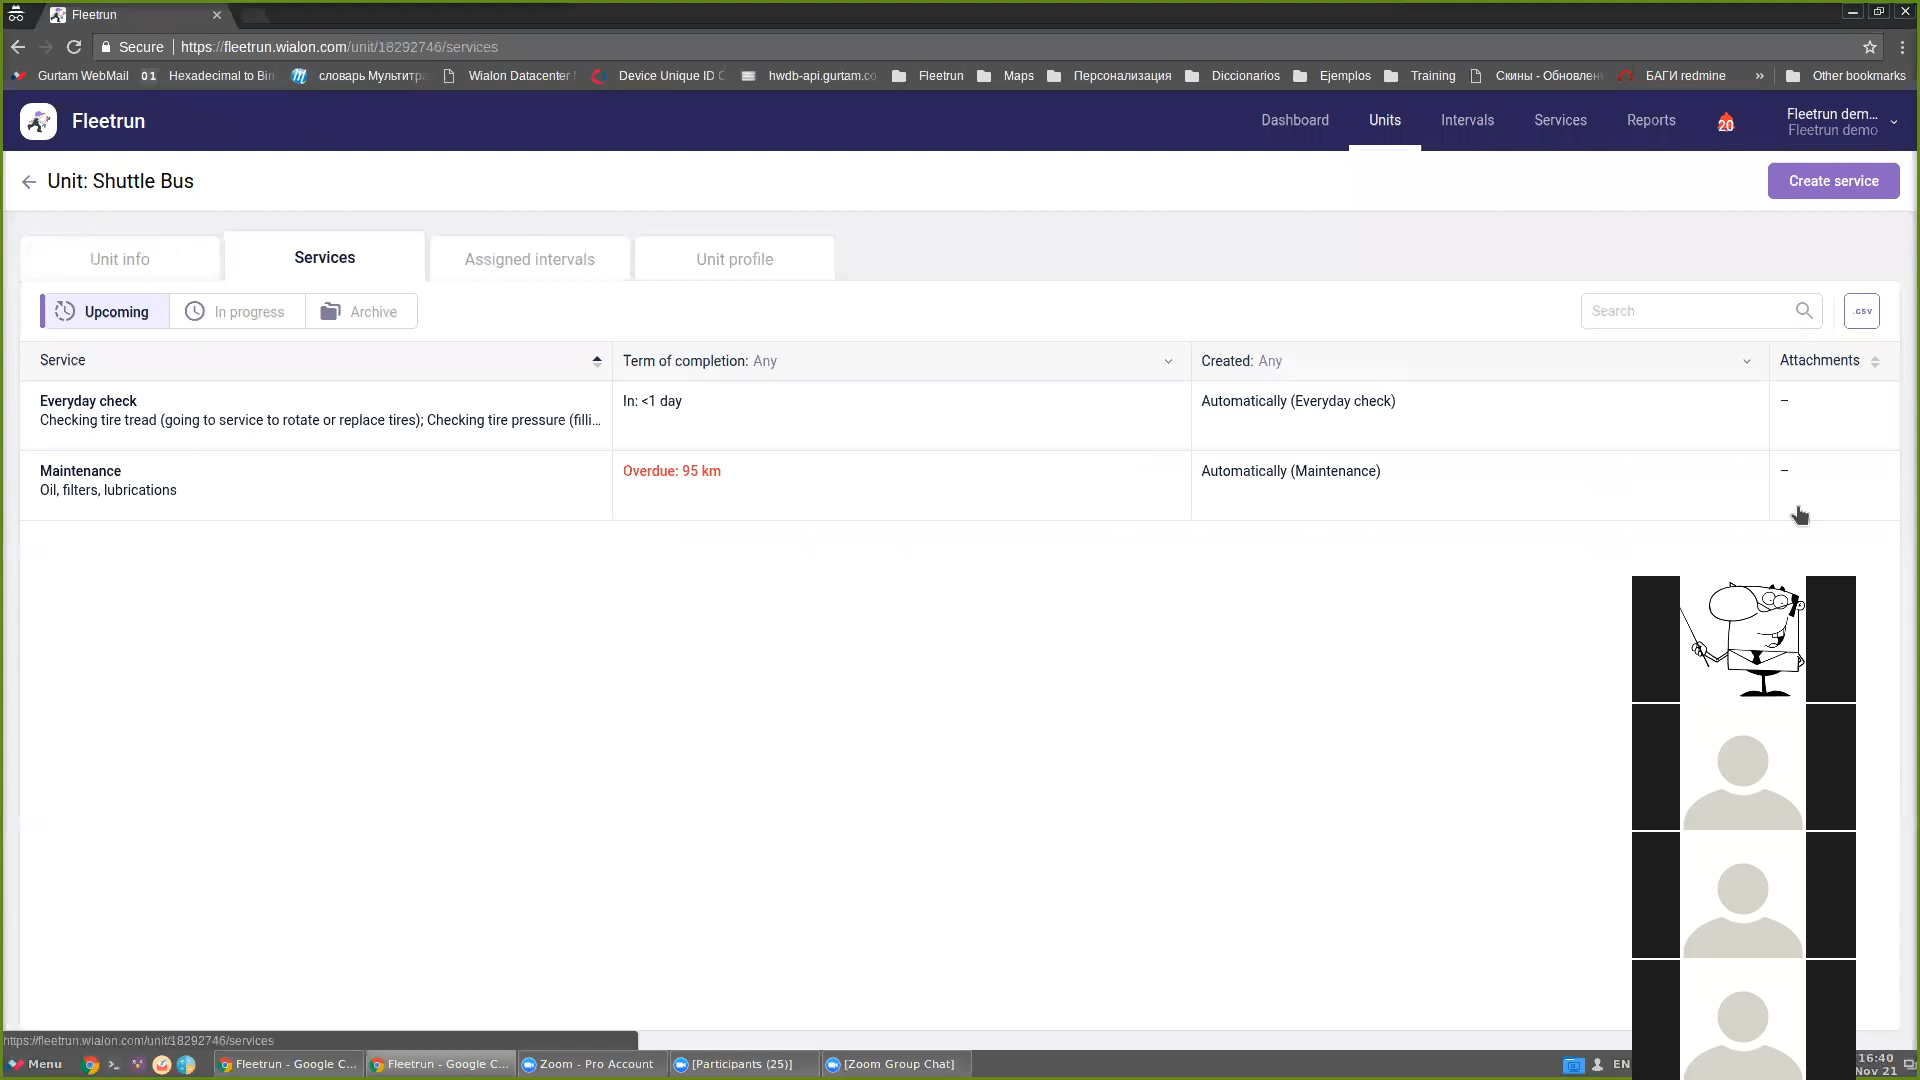 Fleetrun
Secure https://fleetrun.wialon.com/unit/18292746/services
Gurtam WebMail 01 Hexadecimal to Bin словарь Мультитра Wialon Datacenter Device Unique ID C hwdb-api.gurtam.co Fleetrun Maps Персонализация Diccionarios Ejemplos Training Скины - Обновлен БАГИ redmine » Other bookmarks
Fleetrun Dashboard Units Intervals Services Reports 20 Fleetrun dem...
Fleetrun demo
Unit: Shuttle Bus Create service
Unit info Services Assigned intervals Unit profile
Upcoming In progress Archive Search .csv
Service Term of completion: Any Created: Any Attachments
Everyday check In: <1 day Automatically (Everyday check) –
Checking tire tread (going to service to rotate or replace tires); Checking tire pressure (filli...
Maintenance Overdue: 95 km Automatically (Maintenance) –
Oil, filters, lubrications
https://fleetrun.wialon.com/unit/18292746/services
Menu Fleetrun - Google C... Fleetrun - Google C... Zoom - Pro Account [Participants (25)] [Zoom Group Chat] EN 16:40
Nov 21